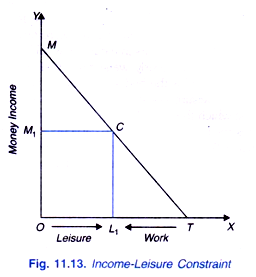 Y
M
Money Income
M1
C
O
L1
T
X
Leisure
Work
Fig. 11.13. Income-Leisure Constraint